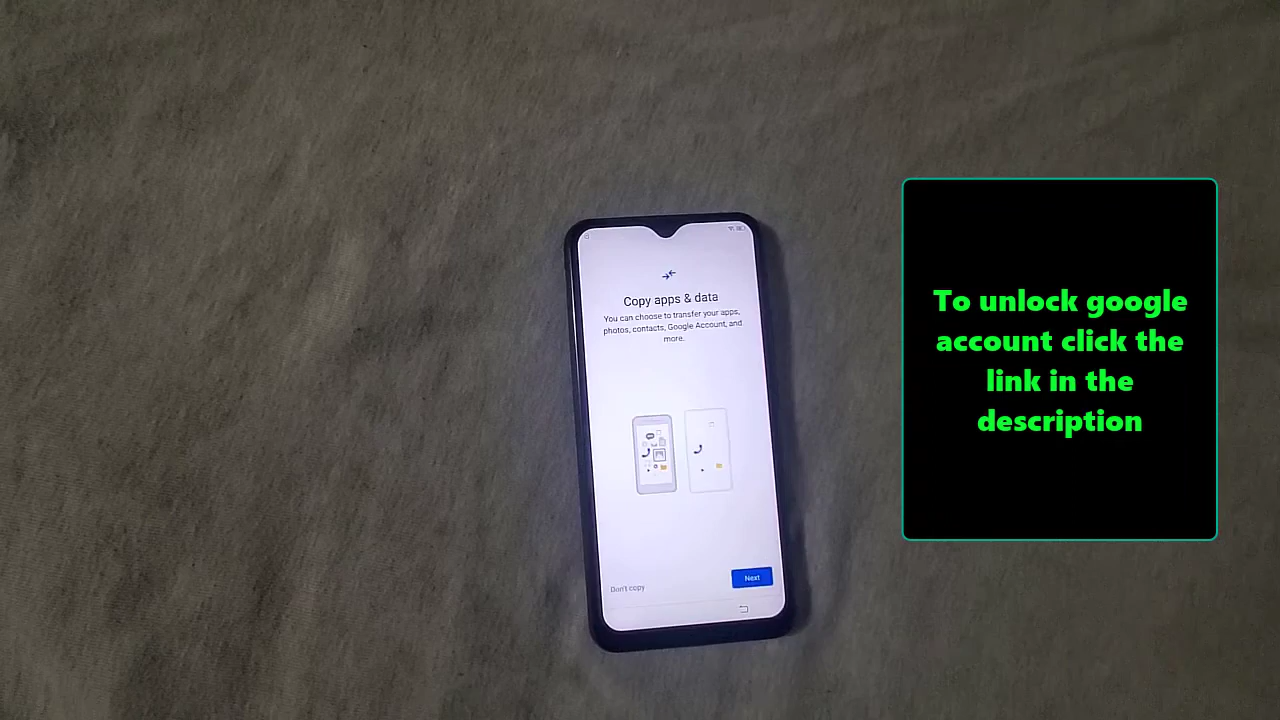 Copy apps & data
You can choose to transfer your apps,
photos, contacts, Google Account, and
more.
Don't copy
Next
To unlock google
account click the
link in the
description